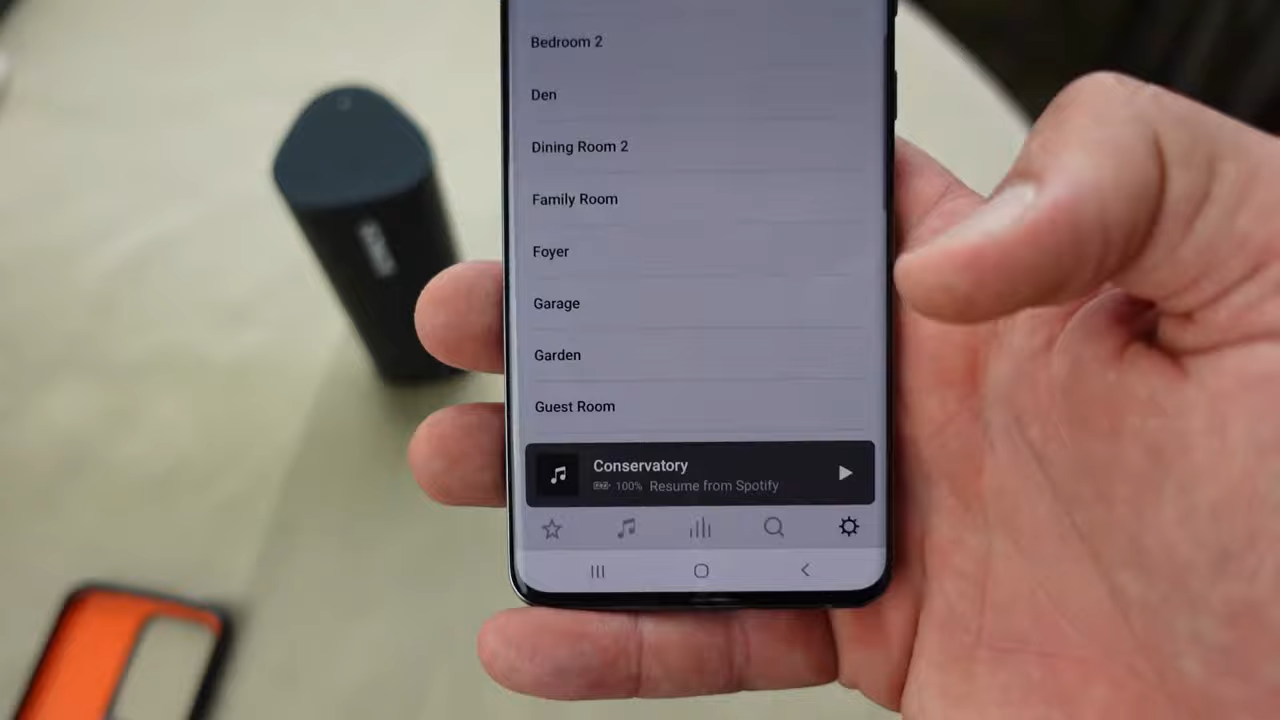 Bedroom 2
Den
Dining Room 2
Family Room
Foyer
Garage
Garden
Guest Room
Conservatory
100% Resume from Spotify